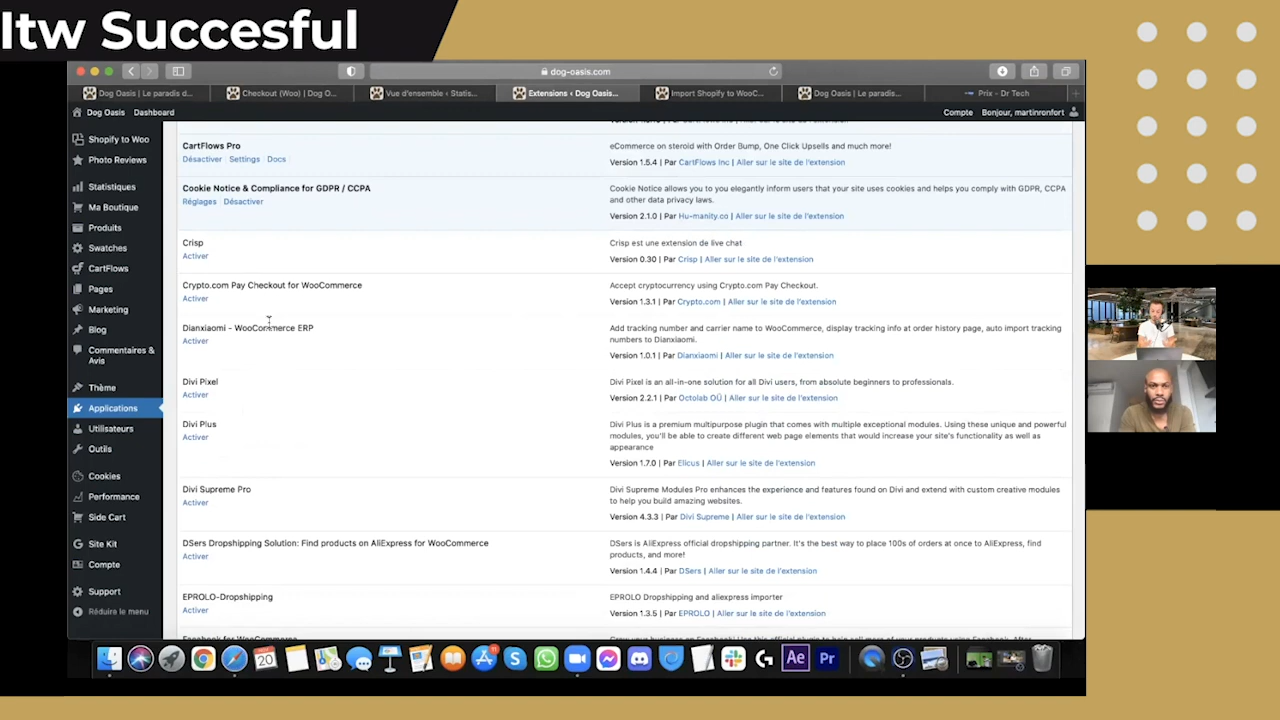 Itw Succesful
dog-oasis.com
Dog Oasis | Le paradis d...
Checkout (Woo) | Dog O...
Vue d'ensemble ‹ Statis...
Extensions ‹ Dog Oasis...
Import Shopify to WooC...
Dog Oasis | Le paradis...
Prix - Dr Tech
Dog Oasis
Dashboard
Compte
Bonjour, martinronfort
Shopify to Woo
Photo Reviews
Statistiques
Ma Boutique
Produits
Swatches
CartFlows
Pages
Marketing
Blog
Commentaires &
Avis
Thème
Applications
Utilisateurs
Outils
Cookies
Performance
Side Cart
Site Kit
Compte
Support
Réduire le menu
CartFlows Pro
Désactiver | Settings | Docs
eCommerce on steroid with Order Bump, One Click Upsells and much more!
Version 1.5.4 | Par CartFlows Inc | Aller sur le site de l'extension
Cookie Notice & Compliance for GDPR / CCPA
Réglages | Désactiver
Cookie Notice allows you to you elegantly inform users that your site uses cookies and helps you comply with GDPR, CCPA
and other data privacy laws.
Version 2.1.0 | Par Hu-manity.co | Aller sur le site de l'extension
Crisp
Activer
Crisp est une extension de live chat
Version 0.30 | Par Crisp | Aller sur le site de l'extension
Crypto.com Pay Checkout for WooCommerce
Activer
Accept cryptocurrency using Crypto.com Pay Checkout.
Version 1.3.1 | Par Crypto.com | Aller sur le site de l'extension
Dianxiaomi - WooCommerce ERP
Activer
Add tracking number and carrier name to WooCommerce, display tracking info at order history page, auto import tracking
numbers to Dianxiaomi.
Version 1.0.1 | Par Dianxiaomi | Aller sur le site de l'extension
Divi Pixel
Activer
Divi Pixel is an all-in-one solution for all Divi users, from absolute beginners to professionals.
Version 2.2.1 | Par Octolab OÜ | Aller sur le site de l'extension
Divi Plus
Activer
Divi Plus is a premium multipurpose plugin that comes with multiple exceptional modules. Using these unique and powerful
modules, you'll be able to create different web page elements that would increase your site's functionality as well as
appearance
Version 1.7.0 | Par Elicus | Aller sur le site de l'extension
Divi Supreme Pro
Activer
Divi Supreme Modules Pro enhances the experience and features found on Divi and extend with custom creative modules
to help you build amazing websites.
Version 4.3.3 | Par Divi Supreme | Aller sur le site de l'extension
DSers Dropshipping Solution: Find products on AliExpress for WooCommerce
Activer
DSers is AliExpress official dropshipping partner. It's the best way to place 100s of orders at once to AliExpress, find
products, and more!
Version 1.4.4 | Par DSers | Aller sur le site de l'extension
EPROLO-Dropshipping
Activer
EPROLO Dropshipping and aliexpress importer
Version 1.3.5 | Par EPROLO | Aller sur le site de l'extension
Facebook for WooCommerce
20
Ae
Pr